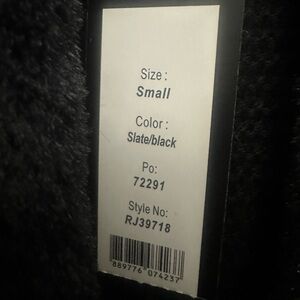 Size :
Small
Color :
Slate/black
Po:
72291
Style No:
RJ39718
889776 074237